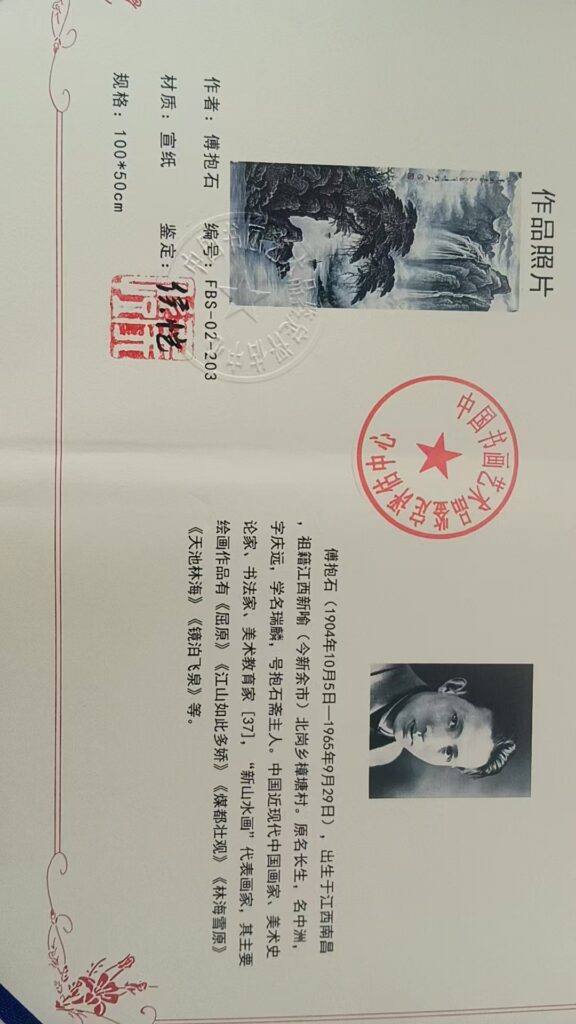 作品照片
作者：傅抱石 编号：FBS-02-203
材质：宣纸 鉴定：
徐恺
规格：100*50cm
中国书画艺术品鉴定评估中心
傅抱石（1904年10月5日—1965年9月29日），出生于江西南昌
，祖籍江西新喻（今新余市）北岗乡樟塘村。原名长生，名中洲，
字庆远，学名瑞麟，号抱石斋主人。中国近现代中国画家、美术史
论家、书法家、美术教育家 [37]，“新山水画”代表画家，其主要
绘画作品有《屈原》《江山如此多娇》《煤都壮观》《林海雪原》
《天池林海》《镜泊飞泉》等。